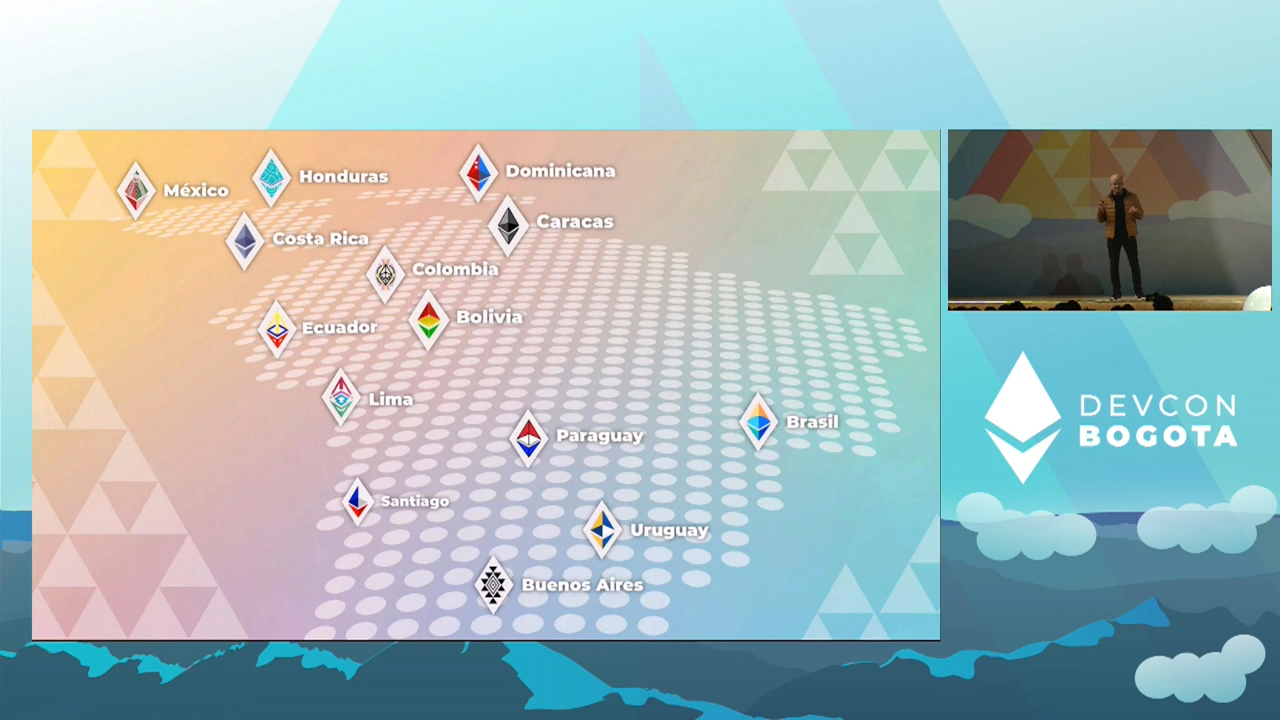 México
Honduras
Dominicana
Costa Rica
Caracas
Colombia
Ecuador
Bolivia
Lima
Paraguay
Brasil
Santiago
Uruguay
Buenos Aires
DEVCON
BOGOTA